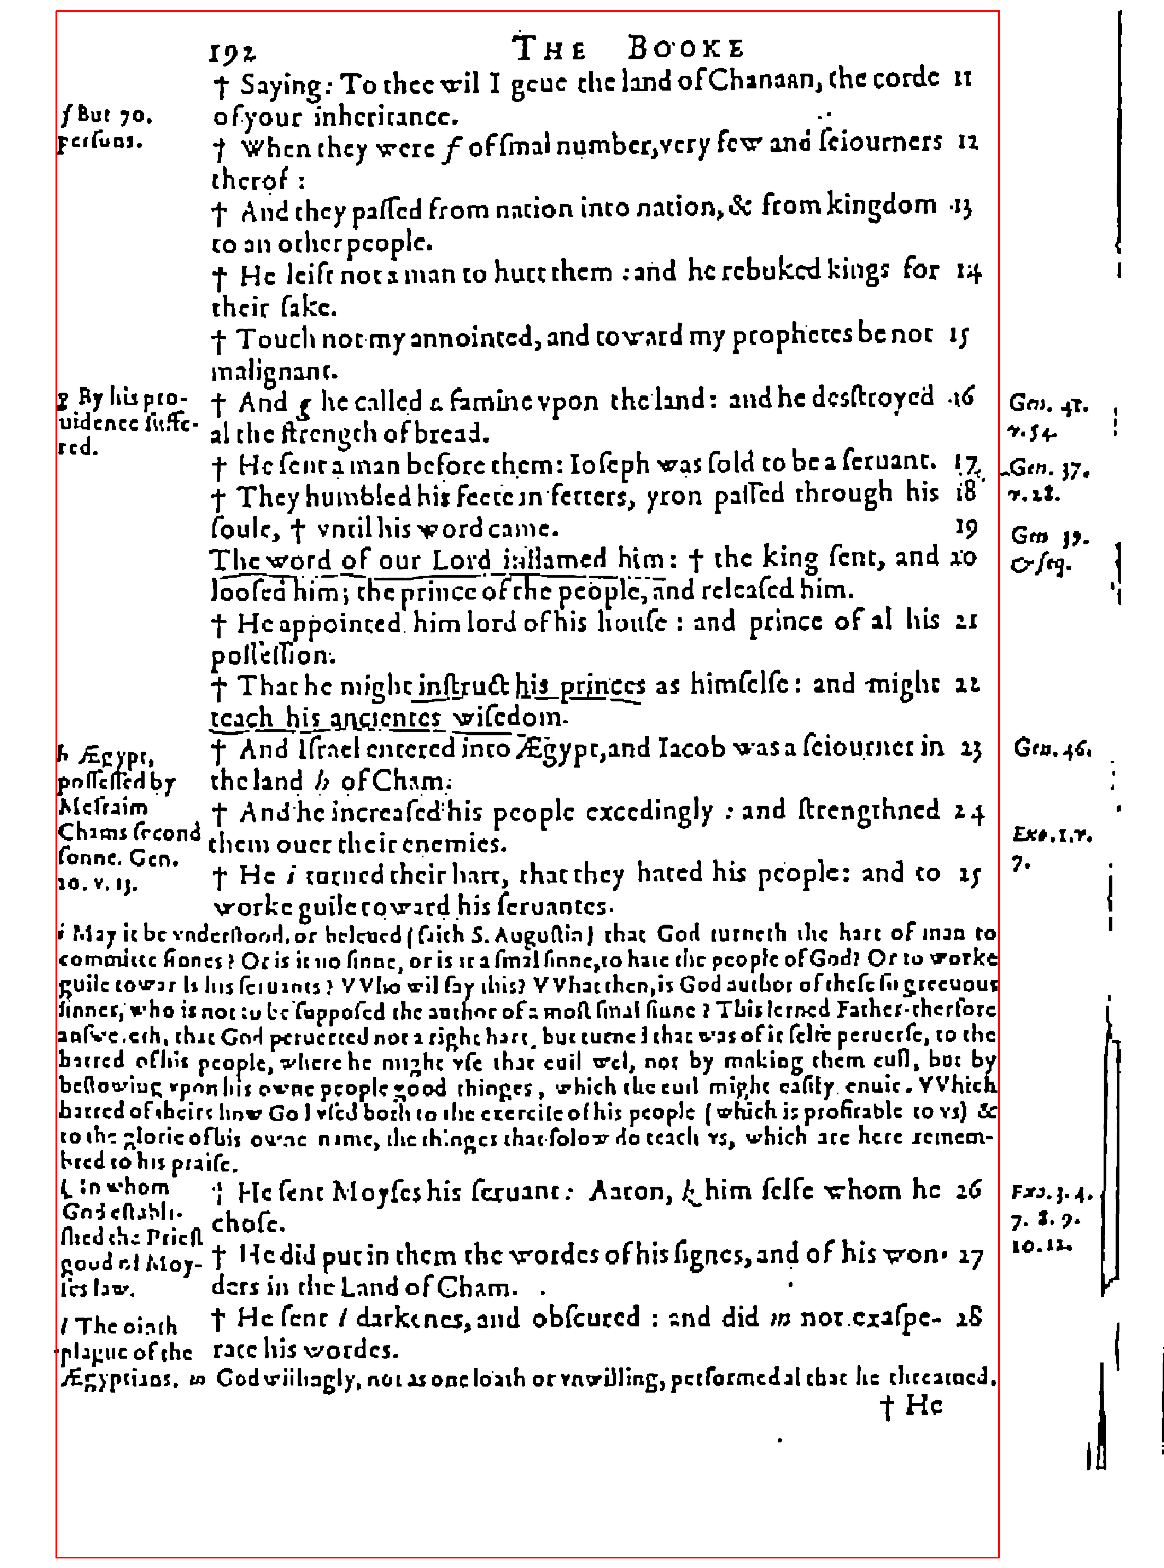 192 THE BOOKE
† Saying: To thee wil I geue the land of Chanaan, the corde 11
of your inheritance.
ƒ But 70.
persons.
† When they were ƒ of ſmal number, very few and ſeiourners 12
therof:
† And they paſſed from nation into nation, & from kingdom 13
to an other people.
† He leift not a man to hurt them: and he rebuked kings for 14
their ſake.
† Touch not my annointed, and toward my prophetes be not 15
malignant.
g By his pro-
uidence ſuffe-
red.
† And g he called a famine vpon the land: and he deſtroyed 16
al the ſtrength of bread.
Gen. 41.
v. 54.
† He ſent a man before them: Ioſeph was ſold to be a ſeruant. 17
Gen. 37.
v. 28.
† They humbled his feete in fetters, yron paſſed through his 18
ſoule, † vntil his word came. 19
Gen 39.
& ſeq.
The word of our Lord inflamed him: † the king ſent, and 20
looſed him; the prince of the people, and releaſed him.
† He appointed him lord of his houſe: and prince of al his 21
poſſeſſion.
† That he might inſtruct his princes as himſelfe: and might 22
teach his ancientes wiſedom.
† And Iſrael entered into Ægypt, and Iacob was a ſeiourner in 23
the land h of Cham.
Gen. 46.
h Ægypt,
poſſeſſed by
Meſraim
Chams ſecond
ſonne. Gen.
10. v. 13.
† And he increaſed his people excedingly: and ſtrengthned 24
them ouer their enemies.
Exo. 1. v.
7.
† He i turned their hart, that they hated his people: and to 25
worke guile toward his ſeruantes.
i May it be vnderſtood, or beleued (ſaith S. Auguſtin) that God turneth the hart of man to
committe ſinnes? Or is it no ſinne, or is it a ſmal ſinne, to hate the people of God? Or to worke
guile towards his ſeruants? VVho wil ſay this? VVhat then, is God author of theſe ſo greeuous
ſinnes, who is not to be ſuppoſed the author of a moſt ſmal ſinne? This lerned Father therfore
anſwereth, that God peruerted not a right hart, but turned that was of it ſelfe peruerſe, to the
hatred of his people, where he might vſe that euil wel, not by making them euil, but by
beſtowing vpon his owne people good thinges, which the euil might eaſily enuie. VVhich
hatred of theirs how God vſed both to the exerciſe of his people (which is profitable to vs) &
to the glorie of his owne name, the thinges that folow do teach vs, which are here remem-
bred to his praiſe.
k In whom
God eſtabli-
ſhed the Prieſt
hood of Moy-
ſes law.
† He ſent Moyſes his ſeruant: Aaron, k him ſelfe whom he 26
choſe.
Exo. 3. 4.
7. 8. 9.
10. 12.
† He did put in them the wordes of his ſignes, and of his won- 27
ders in the Land of Cham.
† He ſent l darkenes, and obſcured: and did m not exaſpe- 28
rate his wordes.
l The ninth
plague of the
Ægyptians. m God willingly, not as one loath or vnwilling, performed al that he threatned.
† He